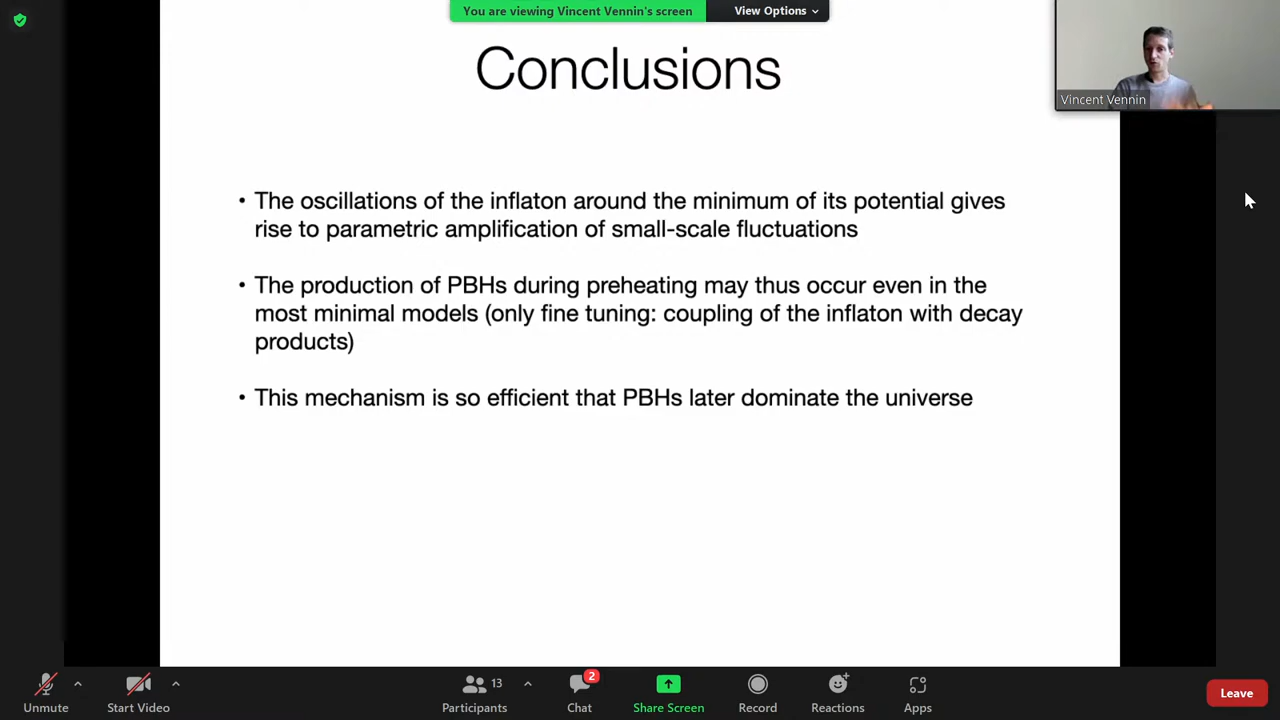 You are viewing Vincent Vennin's screen
View Options
Conclusions
Vincent Vennin
• The oscillations of the inflaton around the minimum of its potential gives
rise to parametric amplification of small-scale fluctuations
• The production of PBHs during preheating may thus occur even in the
most minimal models (only fine tuning: coupling of the inflaton with decay
products)
• This mechanism is so efficient that PBHs later dominate the universe
13
2
Unmute
Start Video
Participants
Chat
Share Screen
Record
Reactions
Apps
Leave